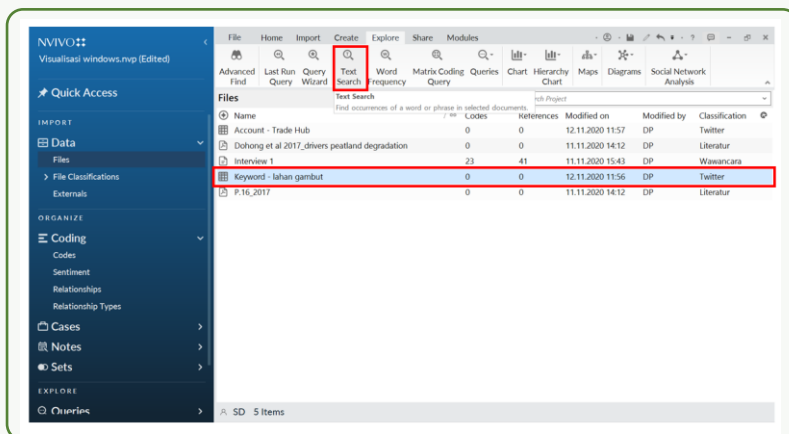 NVIVO
Visualisasi windows.nvp (Edited)
Quick Access
IMPORT
Data
Files
File Classifications
Externals
ORGANIZE
Coding
Codes
Sentiment
Relationships
Relationship Types
Cases
Notes
Sets
EXPLORE
Queries
File Home Import Create Explore Share Modules
Advanced Find
Last Run Query
Query Wizard
Text Search
Word Frequency
Matrix Coding Query
Queries
Chart
Hierarchy Chart
Maps
Diagrams
Social Network Analysis
Files
Text Search
Find occurrences of a word or phrase in selected documents.
Project
Name Codes References Modified on Modified by Classification
Account - Trade Hub 0 0 12.11.2020 11:57 DP Twitter
Dohong et al 2017_drivers peatland degradation 0 0 11.11.2020 14:12 DP Literatur
Interview 1 23 41 11.11.2020 15:43 DP Wawancara
Keyword - lahan gambut 0 0 12.11.2020 11:56 DP Twitter
P.16_2017 0 0 11.11.2020 14:12 DP Literatur
SD 5 Items